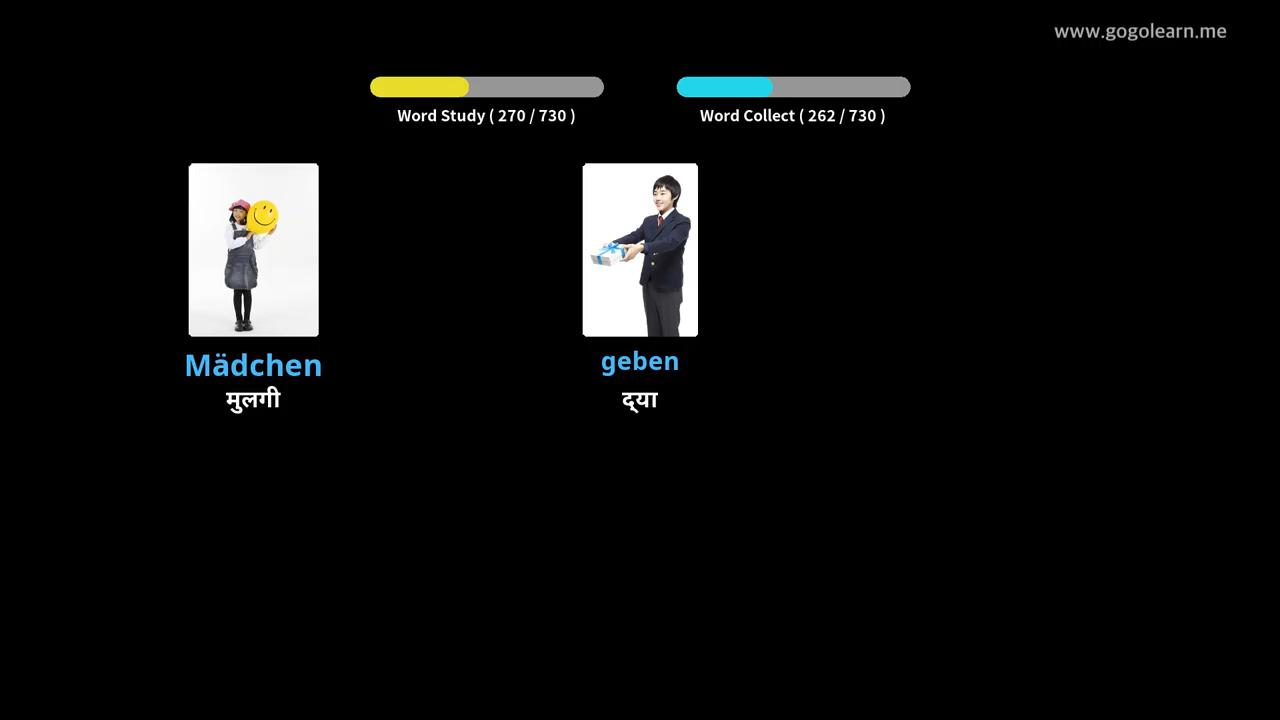 www.gogolearn.me
Word Study ( 270 / 730 )
Word Collect ( 262 / 730 )
Mädchen
मुलगी
geben
द्‌या